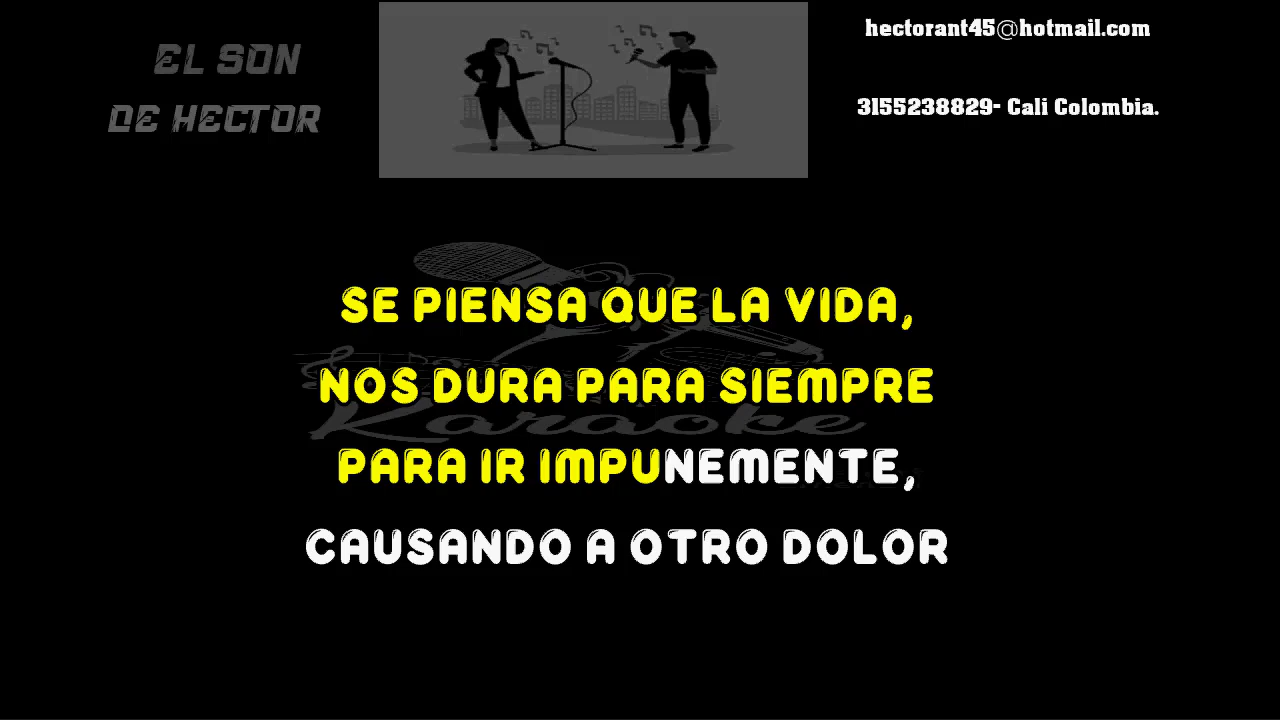 EL SON
DE HECTOR
hectorant45@hotmail.com
3155238829- Cali Colombia.
SE PIENSA QUE LA VIDA,
NOS DURA PARA SIEMPRE
Karaoke
PARA IR IMPUNEMENTE,
CAUSANDO A OTRO DOLOR